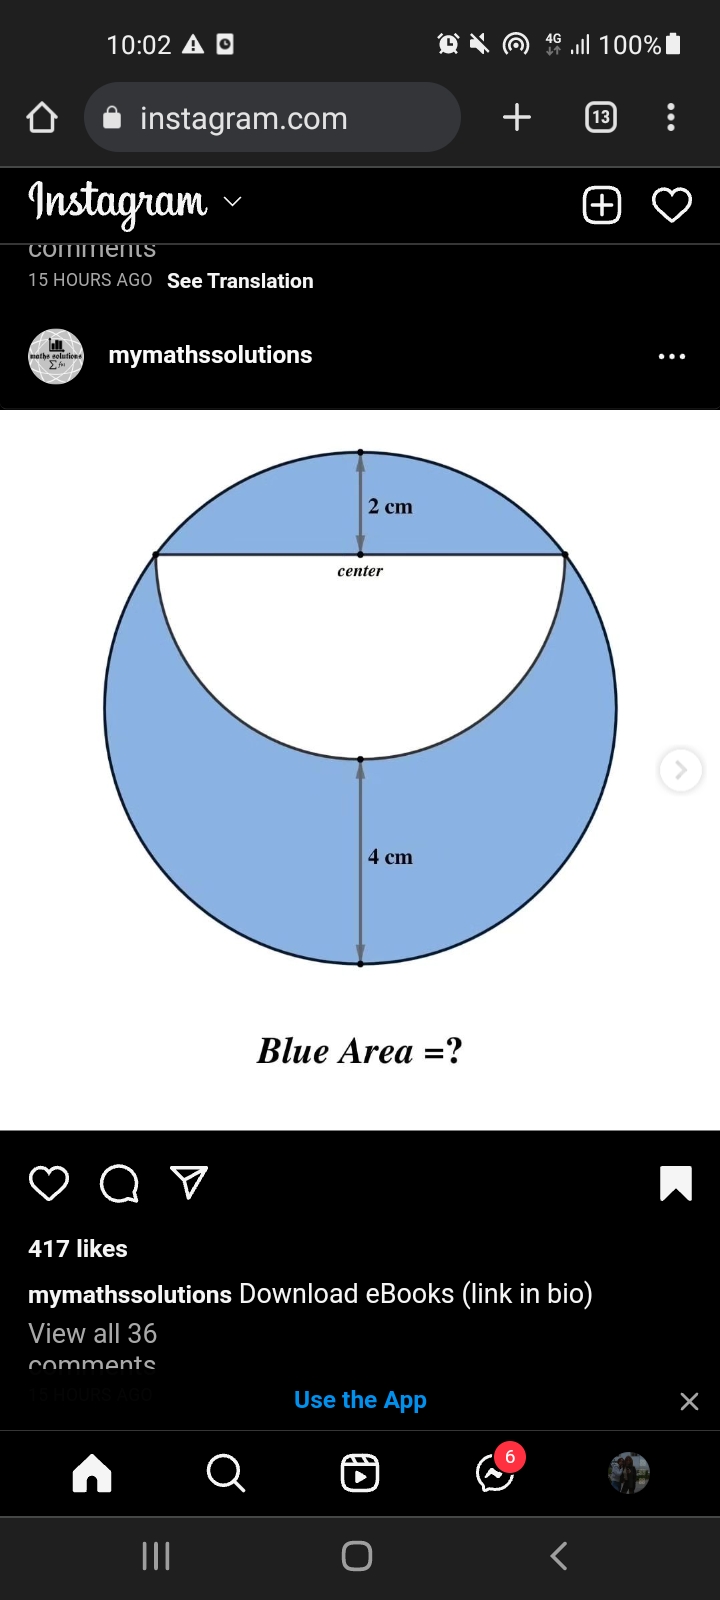 10:02 4G 100%
instagram.com 13
Instagram
comments
15 HOURS AGO See Translation
maths solutions
mymathssolutions
2 cm
center
4 cm
Blue Area =?
417 likes
mymathssolutions Download eBooks (link in bio)
View all 36
comments
15 HOURS AGO
Use the App
6